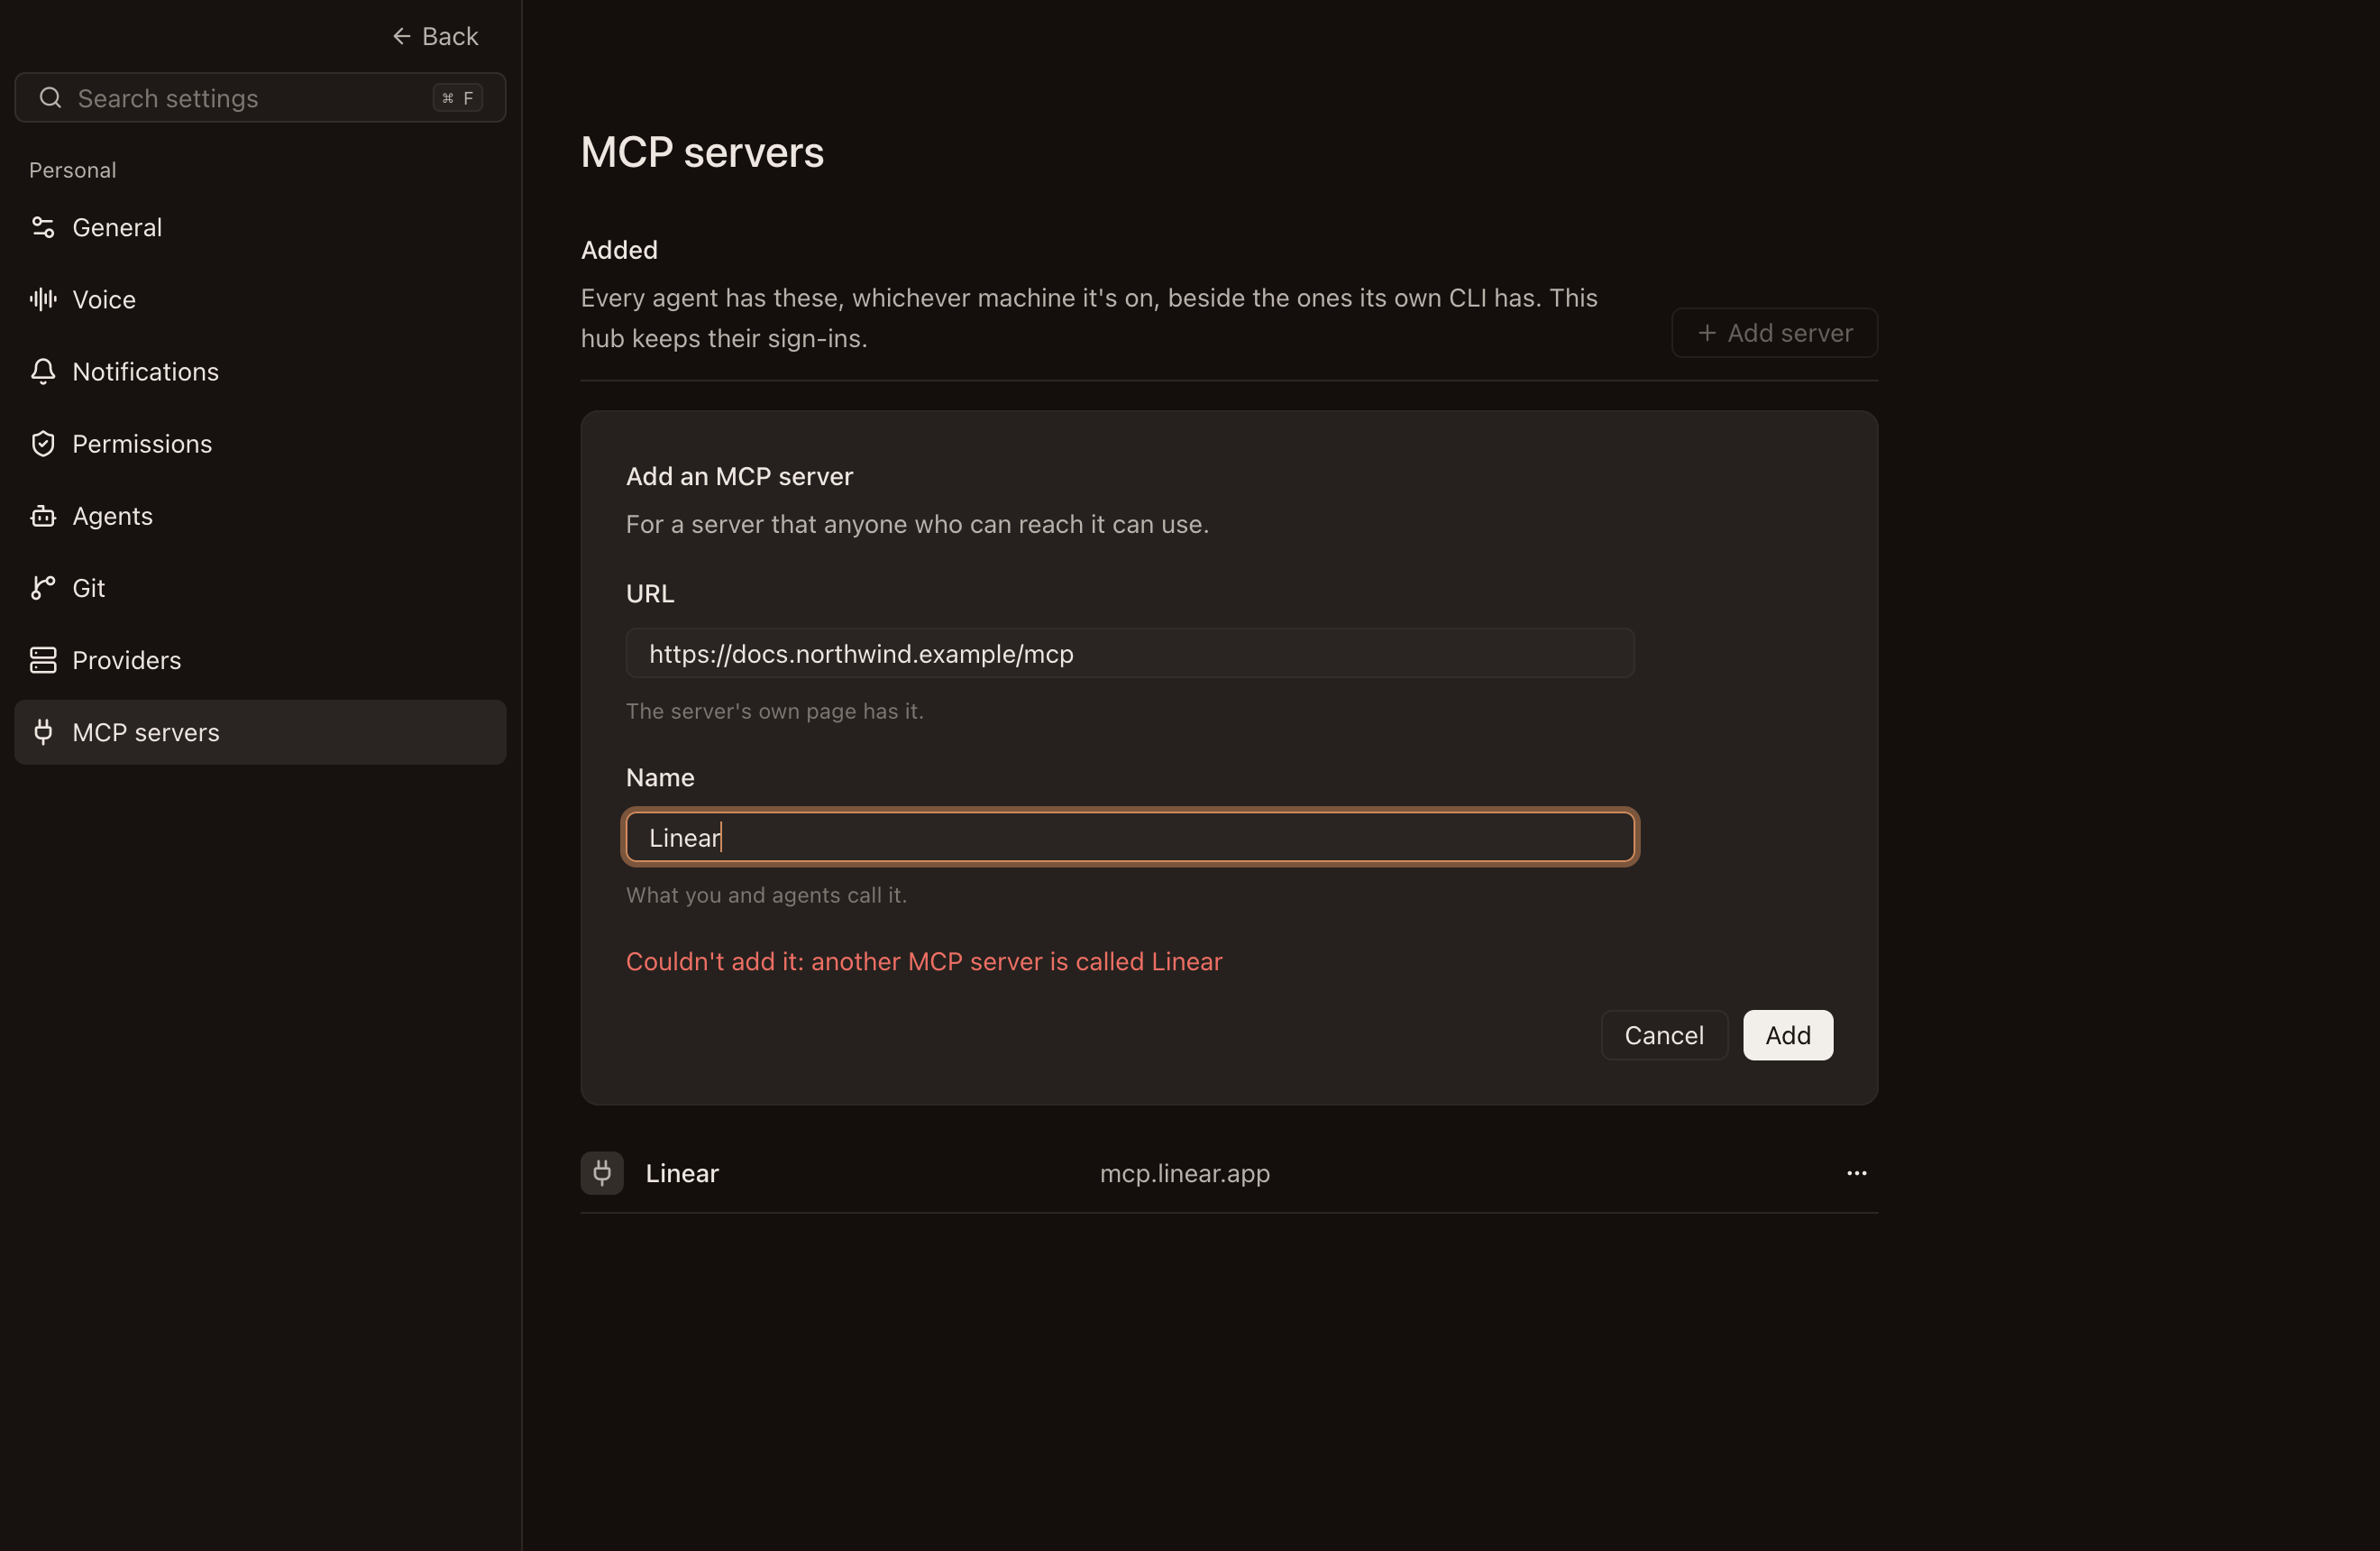 Back
Search settings
⌘ F
Personal
General
Voice
Notifications
Permissions
Agents
Git
Providers
MCP servers
MCP servers
Added
Every agent has these, whichever machine it's on, beside the ones its own CLI has. This
hub keeps their sign-ins.
Add server
Add an MCP server
For a server that anyone who can reach it can use.
URL
https://docs.northwind.example/mcp
The server's own page has it.
Name
Linear
What you and agents call it.
Couldn't add it: another MCP server is called Linear
Cancel
Add
Linear
mcp.linear.app